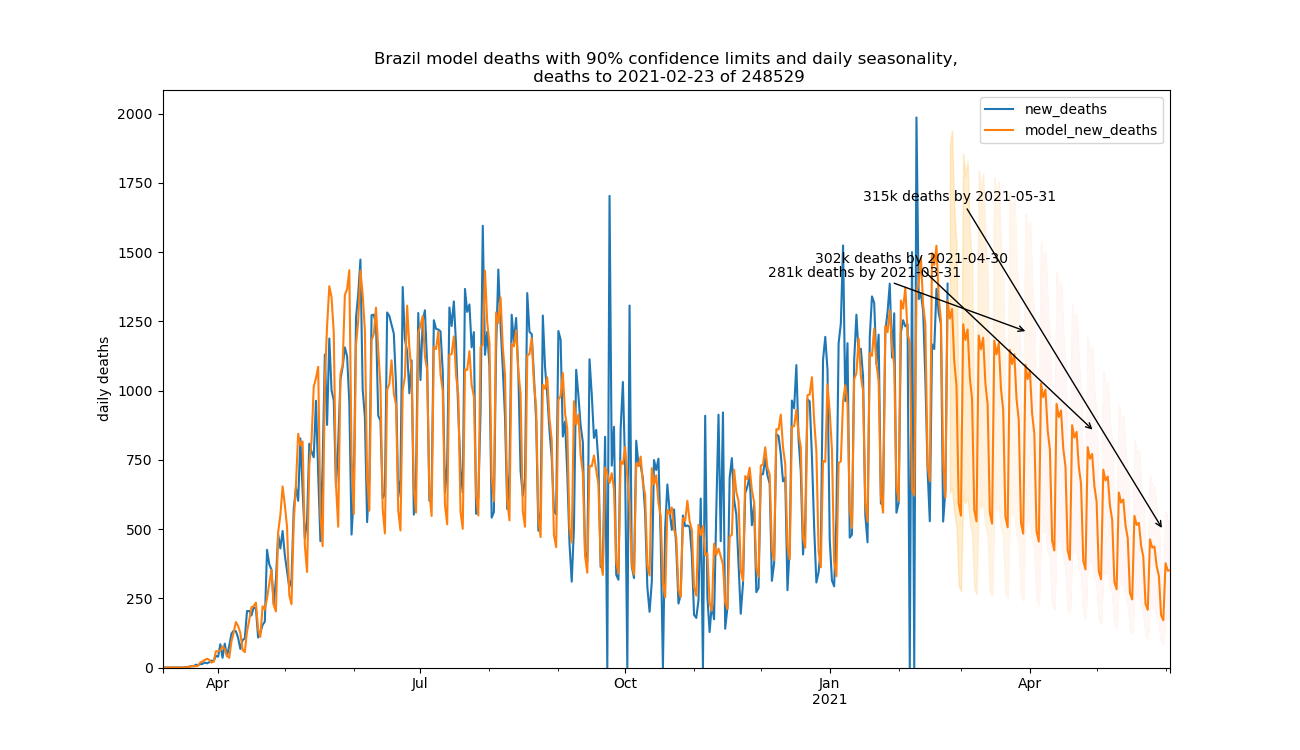 Brazil model deaths with 90% confidence limits and daily seasonality,
deaths to 2021-02-23 of 248529
new_deaths
model_new_deaths
315k deaths by 2021-05-31
302k deaths by 2021-04-30
281k deaths by 2021-03-31
daily deaths
2000
1750
1500
1250
1000
750
500
250
0
Apr
Jul
Oct
Jan
2021
Apr